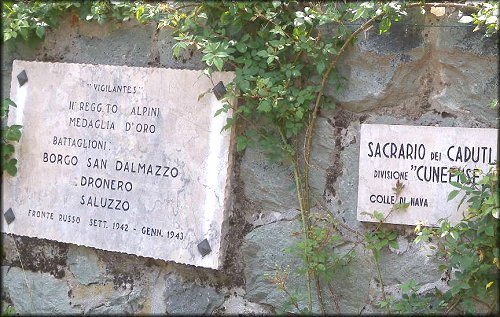 "VIGILANTES"
II REGG.TO ALPINI
MEDAGLIA D'ORO
BATTAGLIONI:
BORGO SAN DALMAZZO
DRONERO
SALUZZO
FRONTE RUSSO SETT. 1942 - GENN. 1943
SACRARIO DEI CADUTI
DIVISIONE "CUNEENSE
COLLE DI NAVA